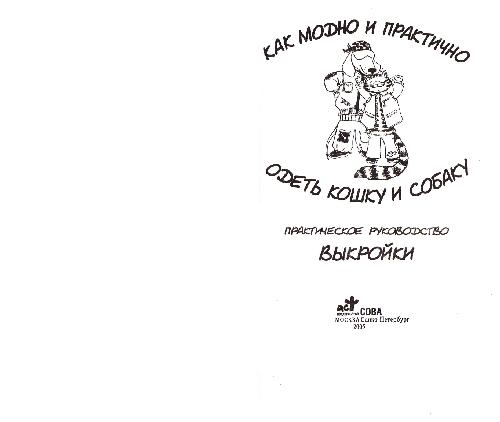 КАК МОДНО И ПРАКТИЧНО
ОДЕТЬ КОШКУ И СОБАКУ
ПРАКТИЧЕСКОЕ РУКОВОДСТВО
ВЫКРОЙКИ
аст
СОВА
МОСКВА Санкт-Петербург
2005